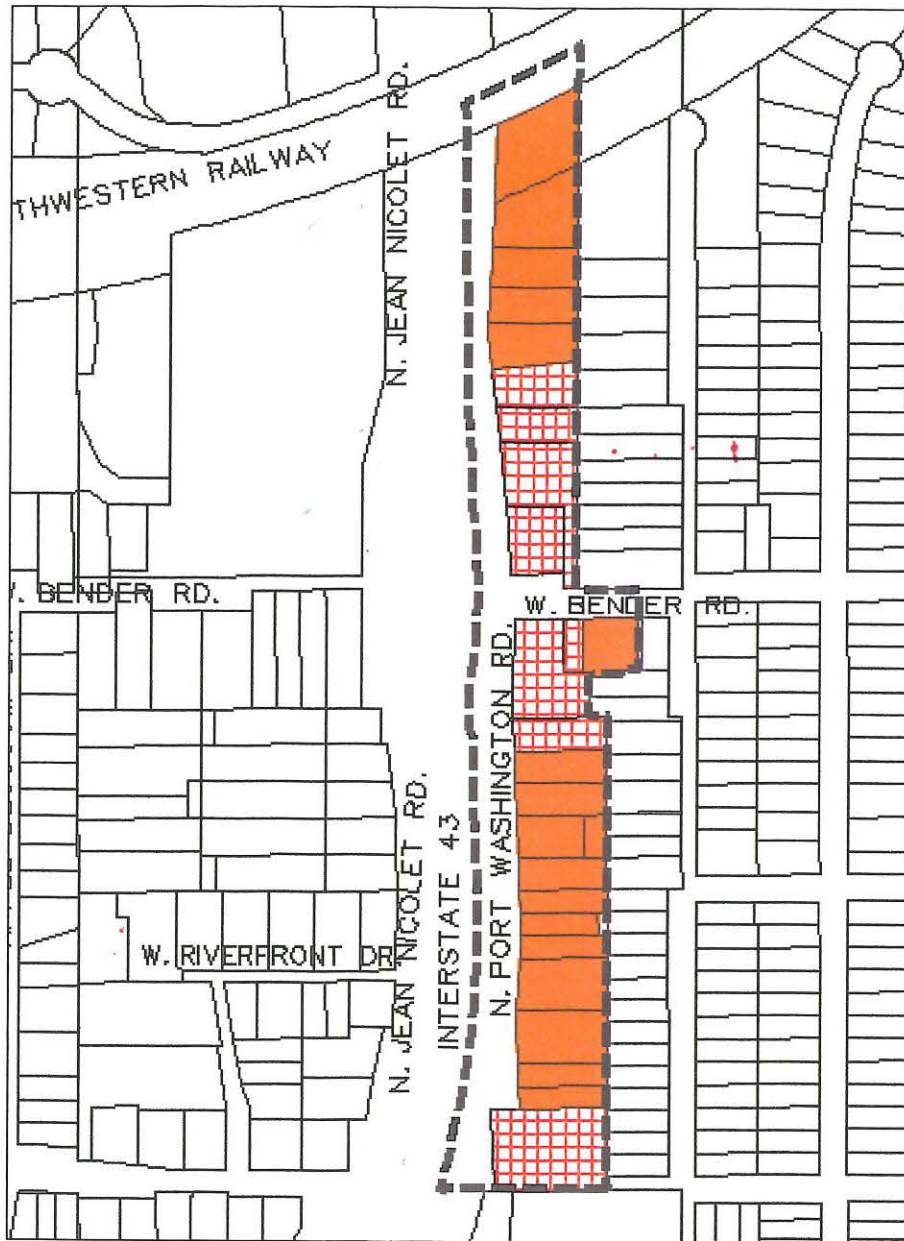 N. JEAN NICOLET RD.
THWESTERN RAILWAY
W. BENDER RD.
. BENDER RD.
N. PORT WASHINGTON RD.
N. JEAN NICOLET RD.
INTERSTATE 43
W. RIVERFRONT DR.